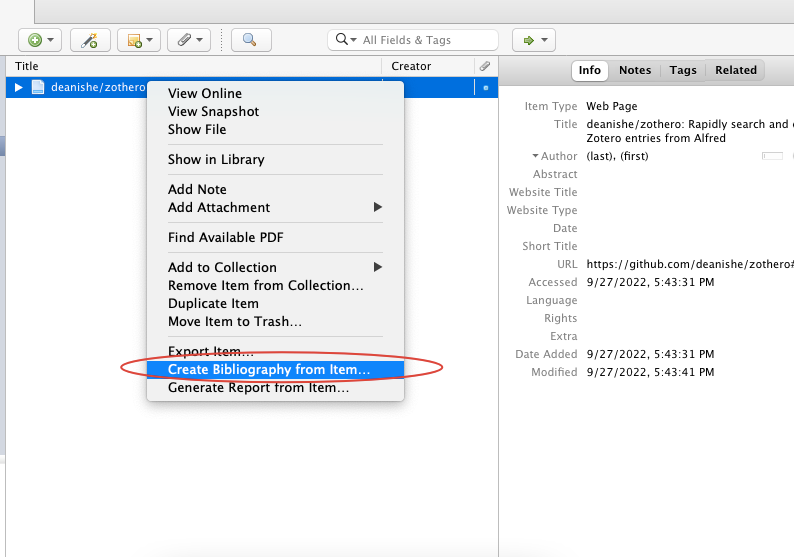 All Fields & Tags
Title
Creator
deanishe/zothero
View Online
View Snapshot
Show File
Show in Library
Add Note
Add Attachment
Find Available PDF
Add to Collection
Remove Item from Collection...
Duplicate Item
Move Item to Trash...
Export Item...
Create Bibliography from Item...
Generate Report from Item...
Info Notes Tags Related
Item Type Web Page
Title deanishe/zothero: Rapidly search and
Zotero entries from Alfred
Author (last), (first)
Abstract
Website Title
Website Type
Date
Short Title
URL https://github.com/deanishe/zothero#
Accessed 9/27/2022, 5:43:31 PM
Language
Rights
Extra
Date Added 9/27/2022, 5:43:31 PM
Modified 9/27/2022, 5:43:41 PM